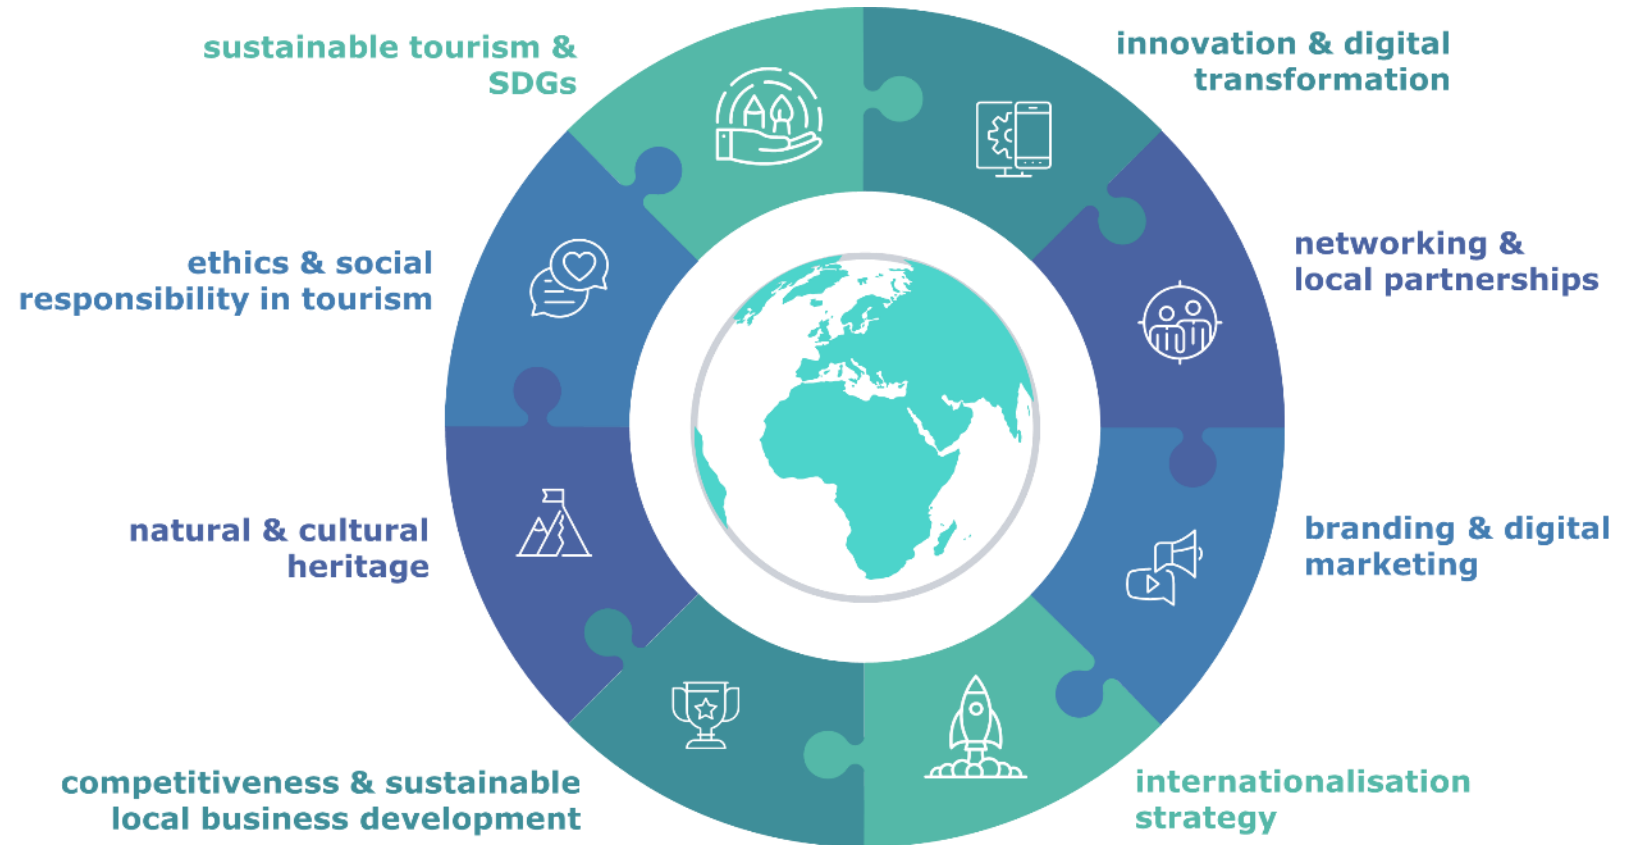 sustainable tourism &
SDGs
innovation & digital
transformation
ethics & social
responsibility in tourism
networking &
local partnerships
natural & cultural
heritage
branding & digital
marketing
competitiveness & sustainable
local business development
internationalisation
strategy